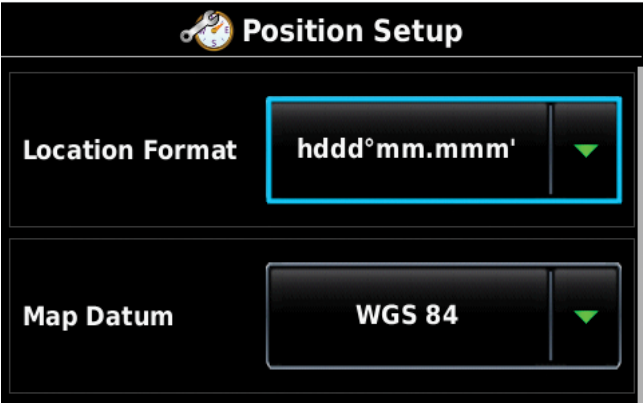 Position Setup
Location Format
hddd°mm.mmm'
Map Datum
WGS 84